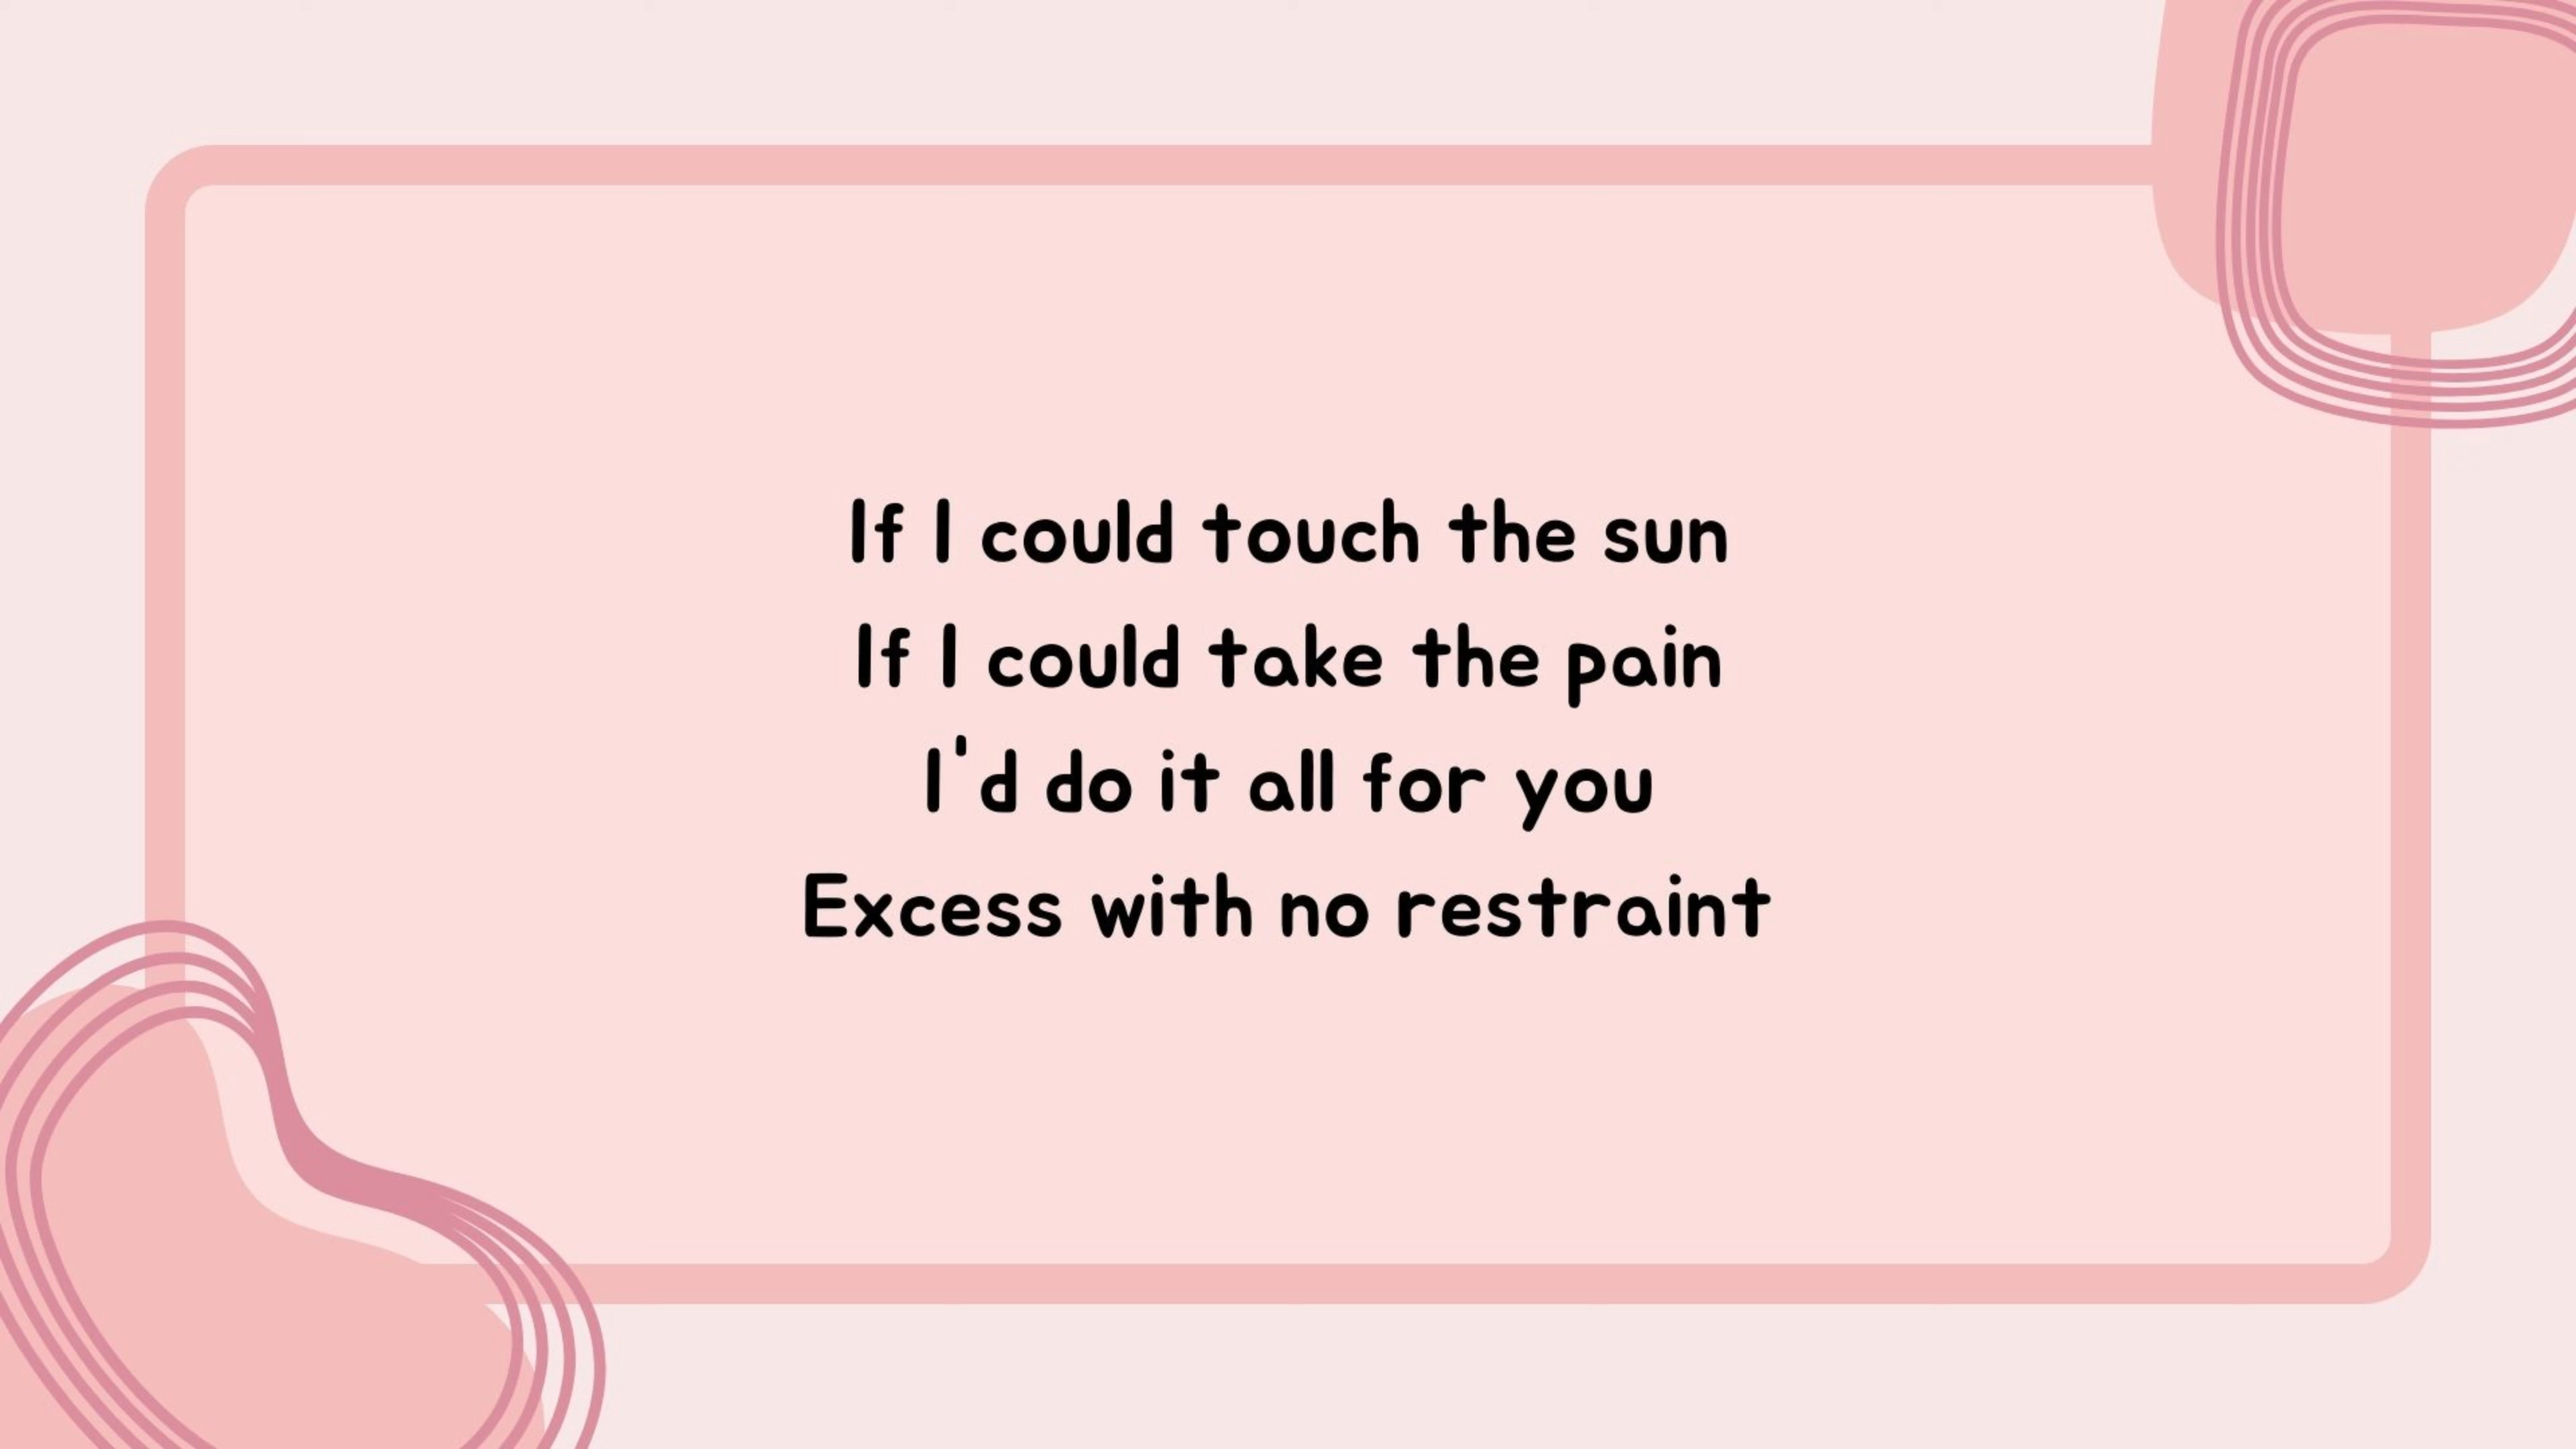 If I could touch the sun
If I could take the pain
I'd do it all for you
Excess with no restraint